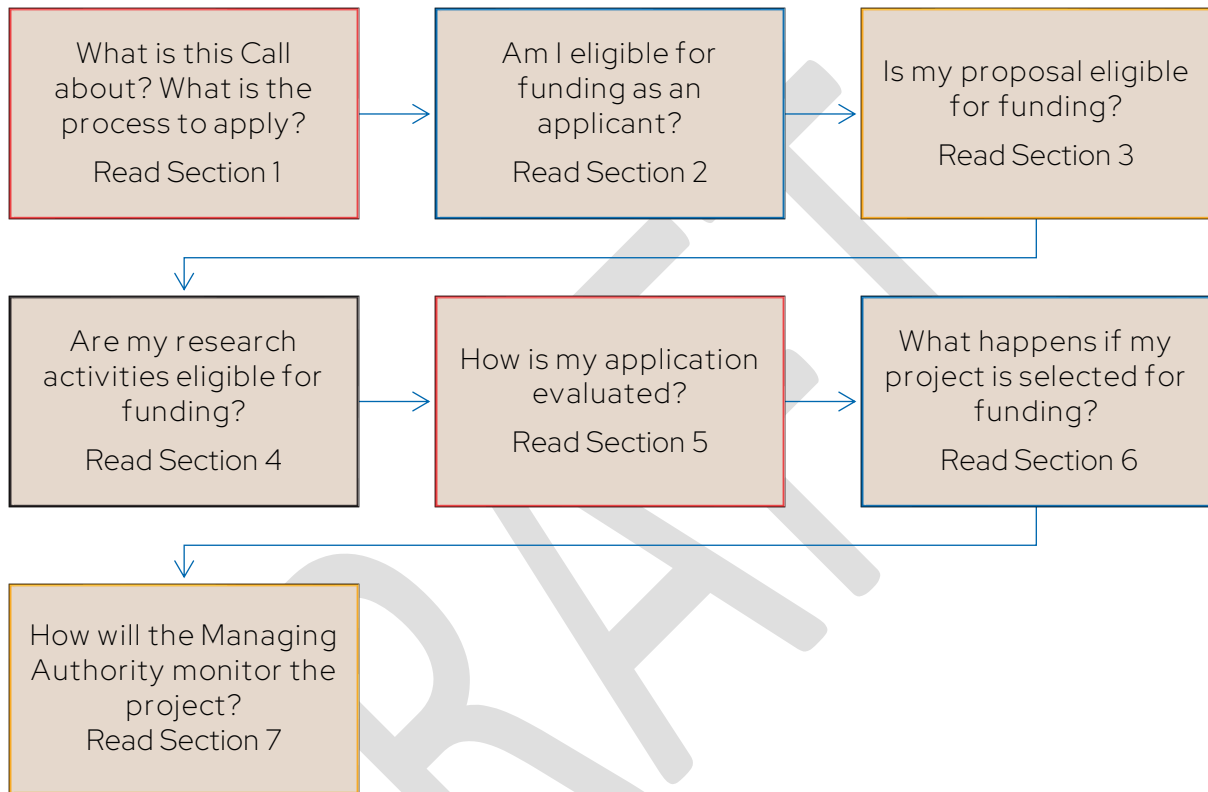 What is this Call
about? What is the
process to apply?
Read Section 1
Am I eligible for
funding as an
applicant?
Read Section 2
Is my proposal eligible
for funding?
Read Section 3
Are my research
activities eligible for
funding?
Read Section 4
How is my application
evaluated?
Read Section 5
What happens if my
project is selected for
funding?
Read Section 6
How will the Managing
Authority monitor the
project?
Read Section 7
DRAFT